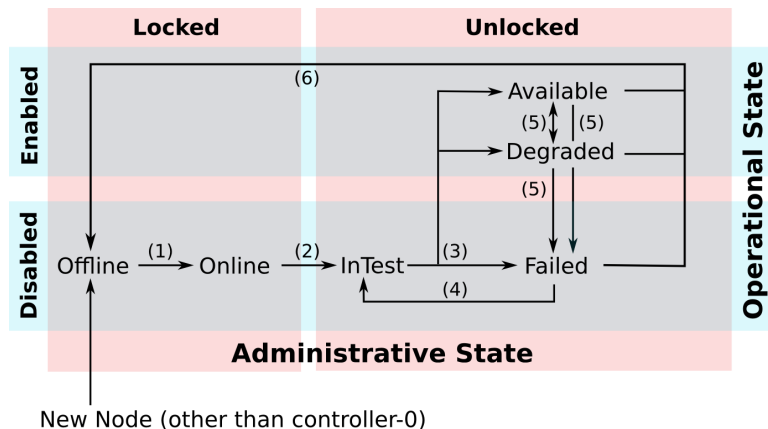 Locked
Unlocked
Enabled
(6)
Available
(5)
(5)
Degraded
(5)
Operational State
Disabled
Offline
(1)
Online
(2)
InTest
(3)
Failed
(4)
Administrative State
New Node (other than controller-0)